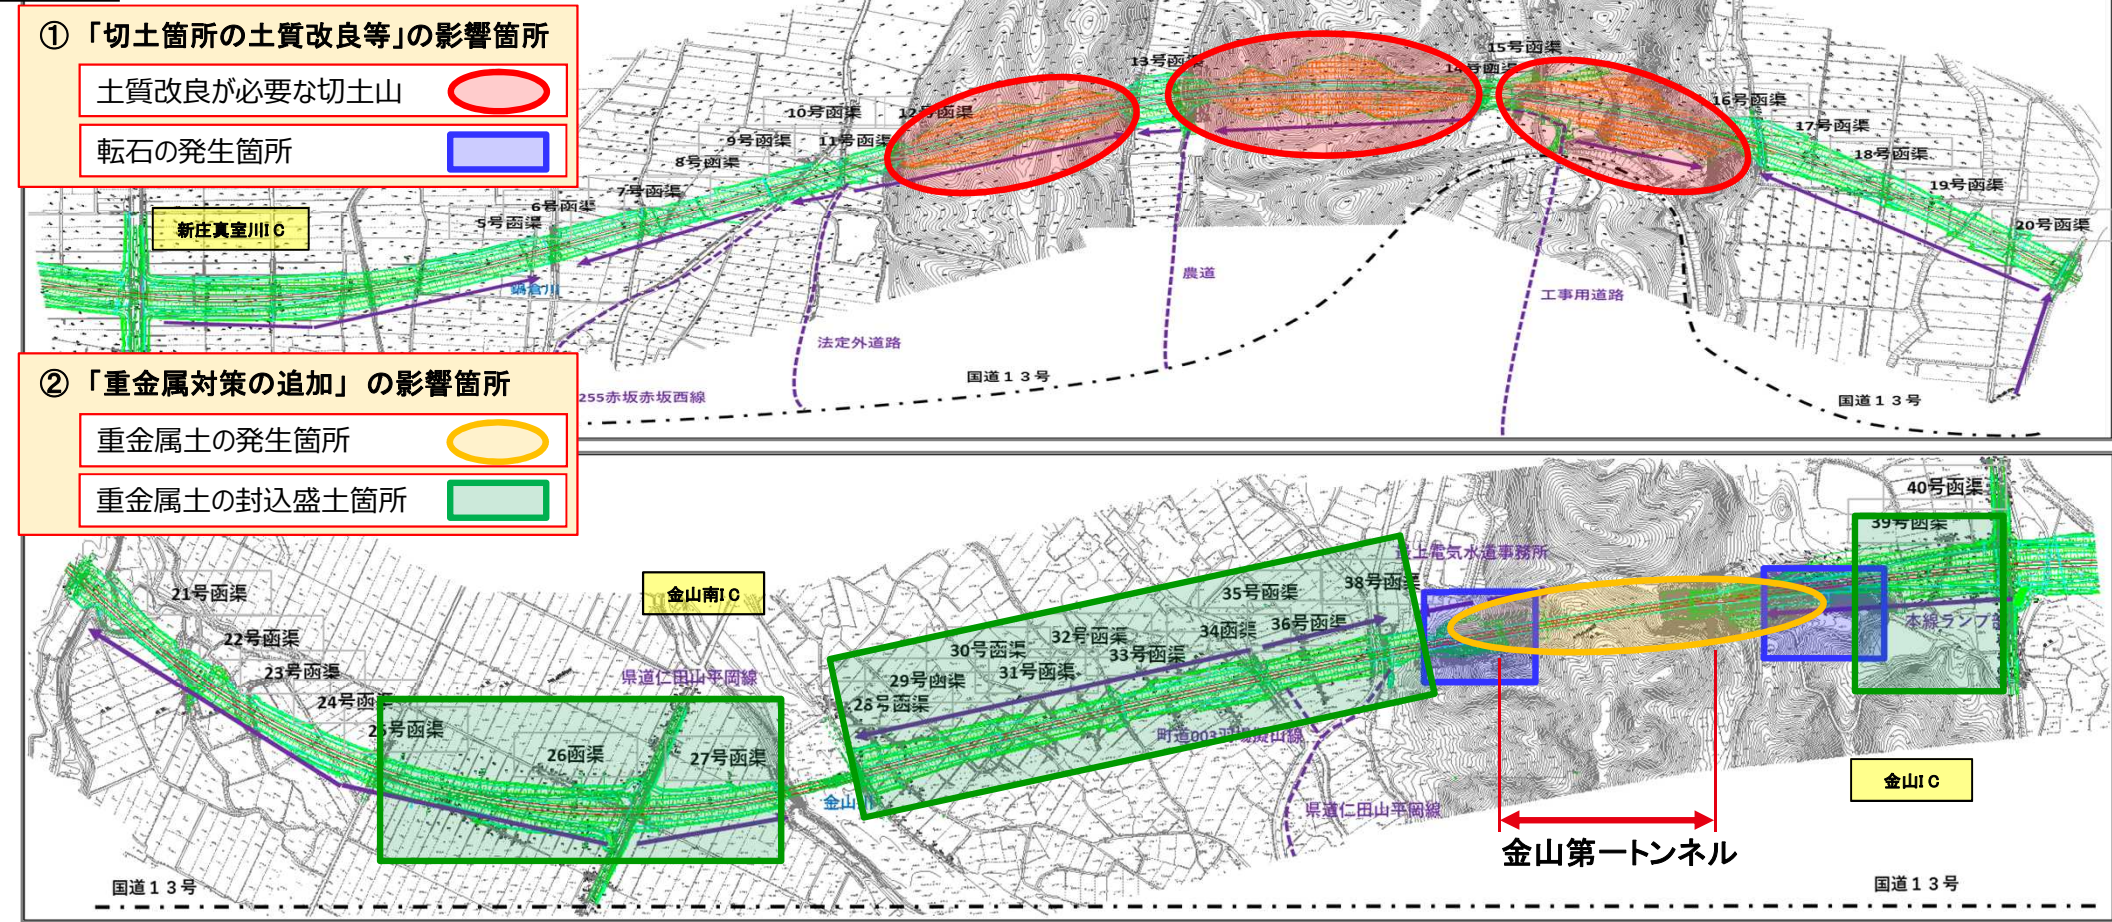 ① 「切土箇所の土質改良等」の影響箇所
土質改良が必要な切土山
転石の発生箇所
新庄真室川IC
5号函渠
6号函渠
7号函渠
8号函渠
9号函渠
10号函渠
11号函渠
12号函渠
13号函渠
14号函渠
15号函渠
16号函渠
17号函渠
18号函渠
19号函渠
20号函渠
農道
工事用道路
法定外道路
国道13号
国道13号
255赤坂赤坂西線
② 「重金属対策の追加」 の影響箇所
重金属土の発生箇所
重金属土の封込盛土箇所
21号函渠
22号函渠
23号函渠
24号函渠
25号函渠
26函渠
27号函渠
金山南IC
県道仁田山平岡線
28号函渠
29号函渠
30号函渠
31号函渠
32号函渠
33号函渠
34函渠
35号函渠
36号函渠
38号函渠
最上電気水道事務所
39号函渠
40号函渠
本線ランプ部
県道仁田山平岡線
金山IC
金山第一トンネル
国道13号
国道13号